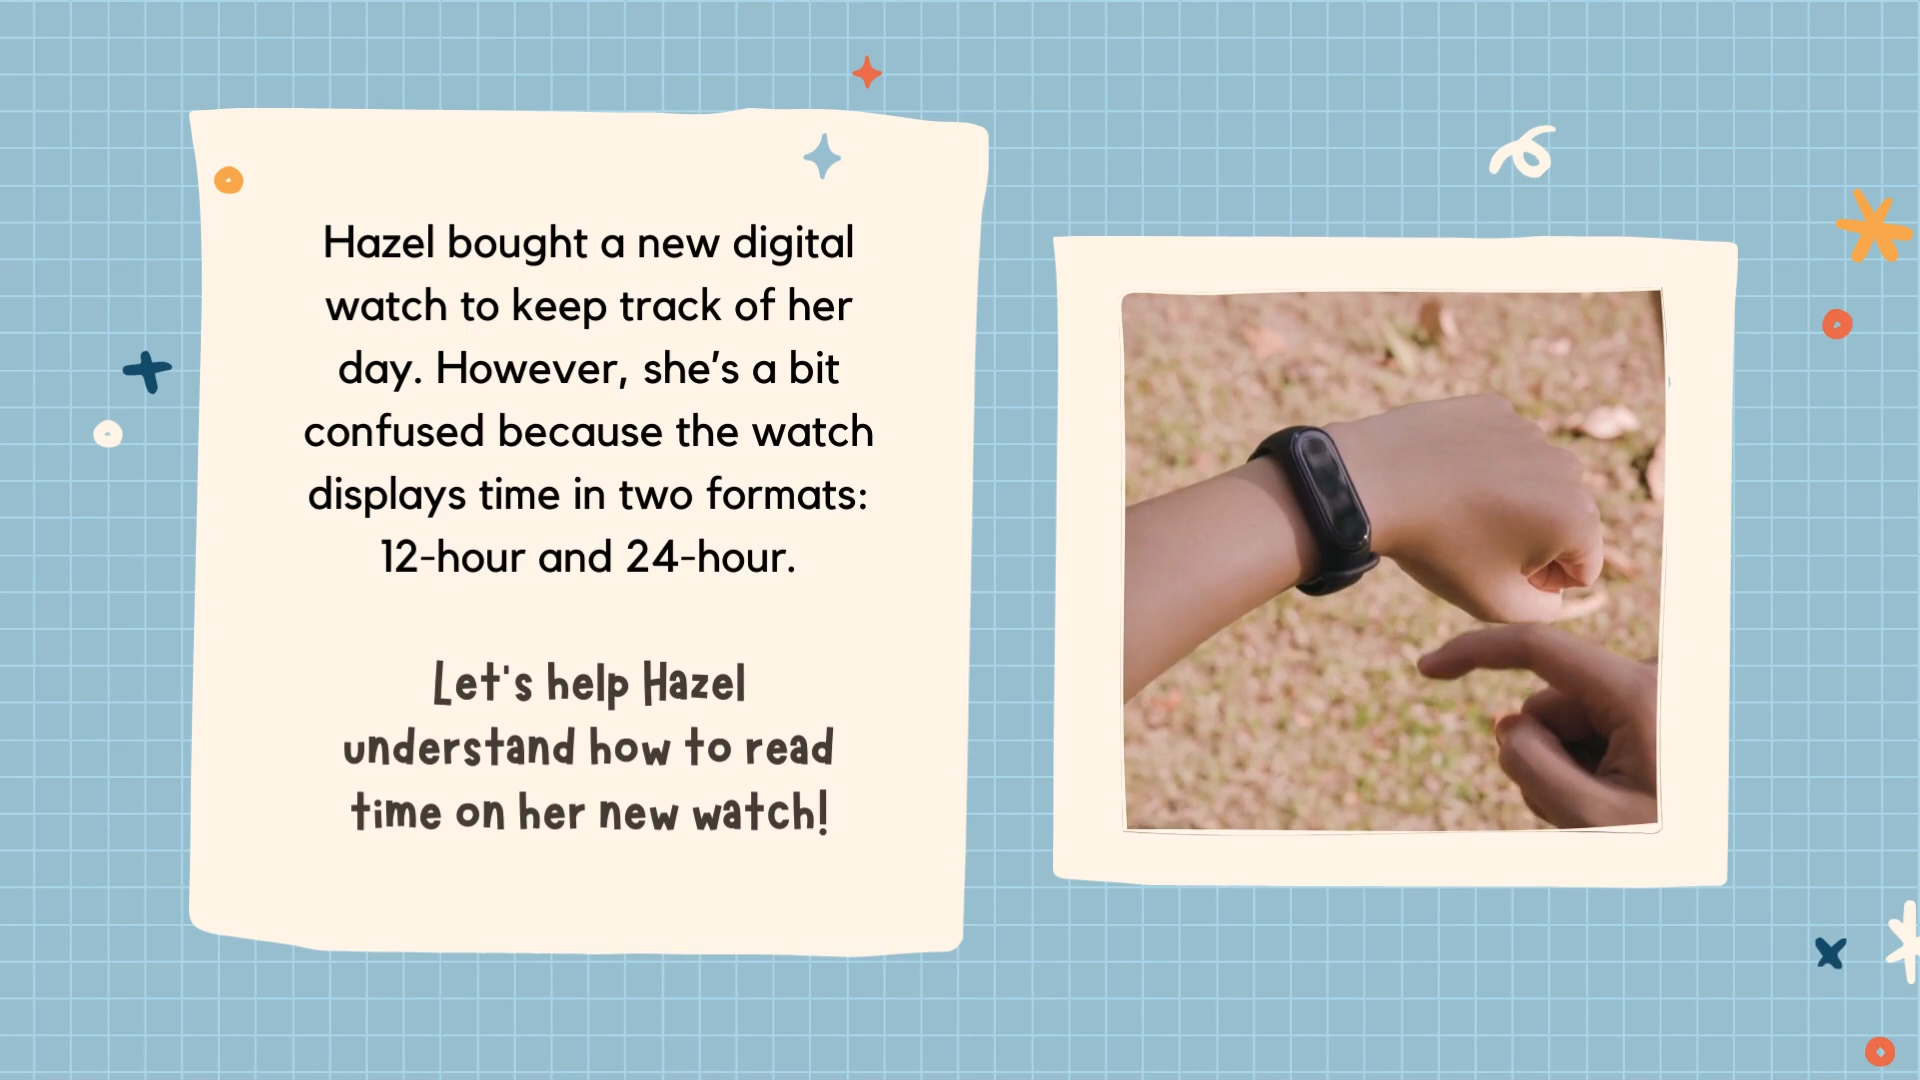 Hazel bought a new digital
watch to keep track of her
day. However, she’s a bit
confused because the watch
displays time in two formats:
12-hour and 24-hour.
Let's help Hazel
understand how to read
time on her new watch!